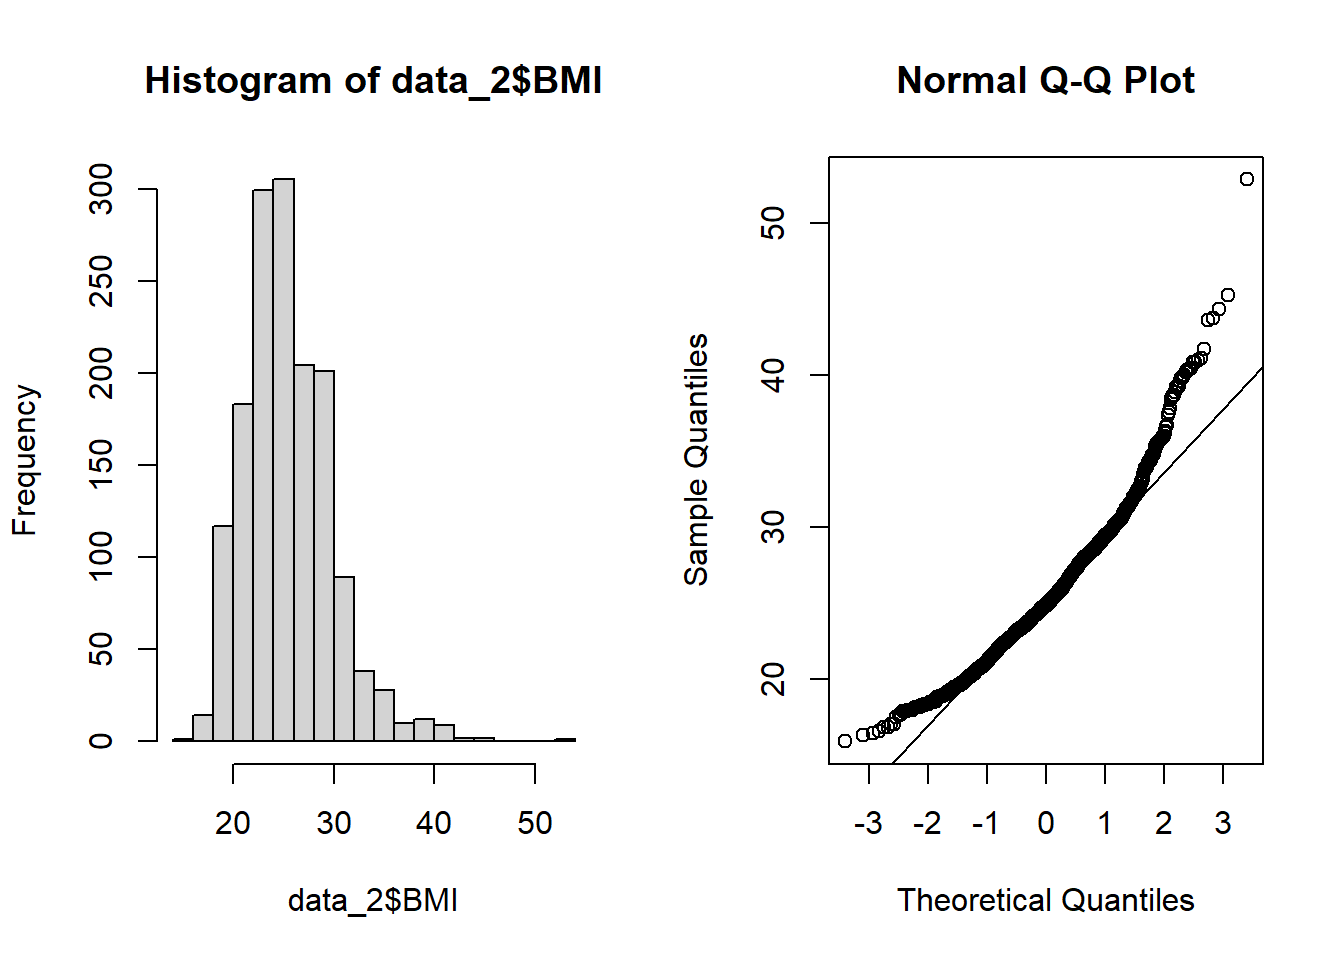 Histogram of data_2$BMI
Frequency
0
50
100
150
200
250
300
20 30 40 50
data_2$BMI
Normal Q-Q Plot
Sample Quantiles
20
30
40
50
-3 -2 -1 0 1 2 3
Theoretical Quantiles